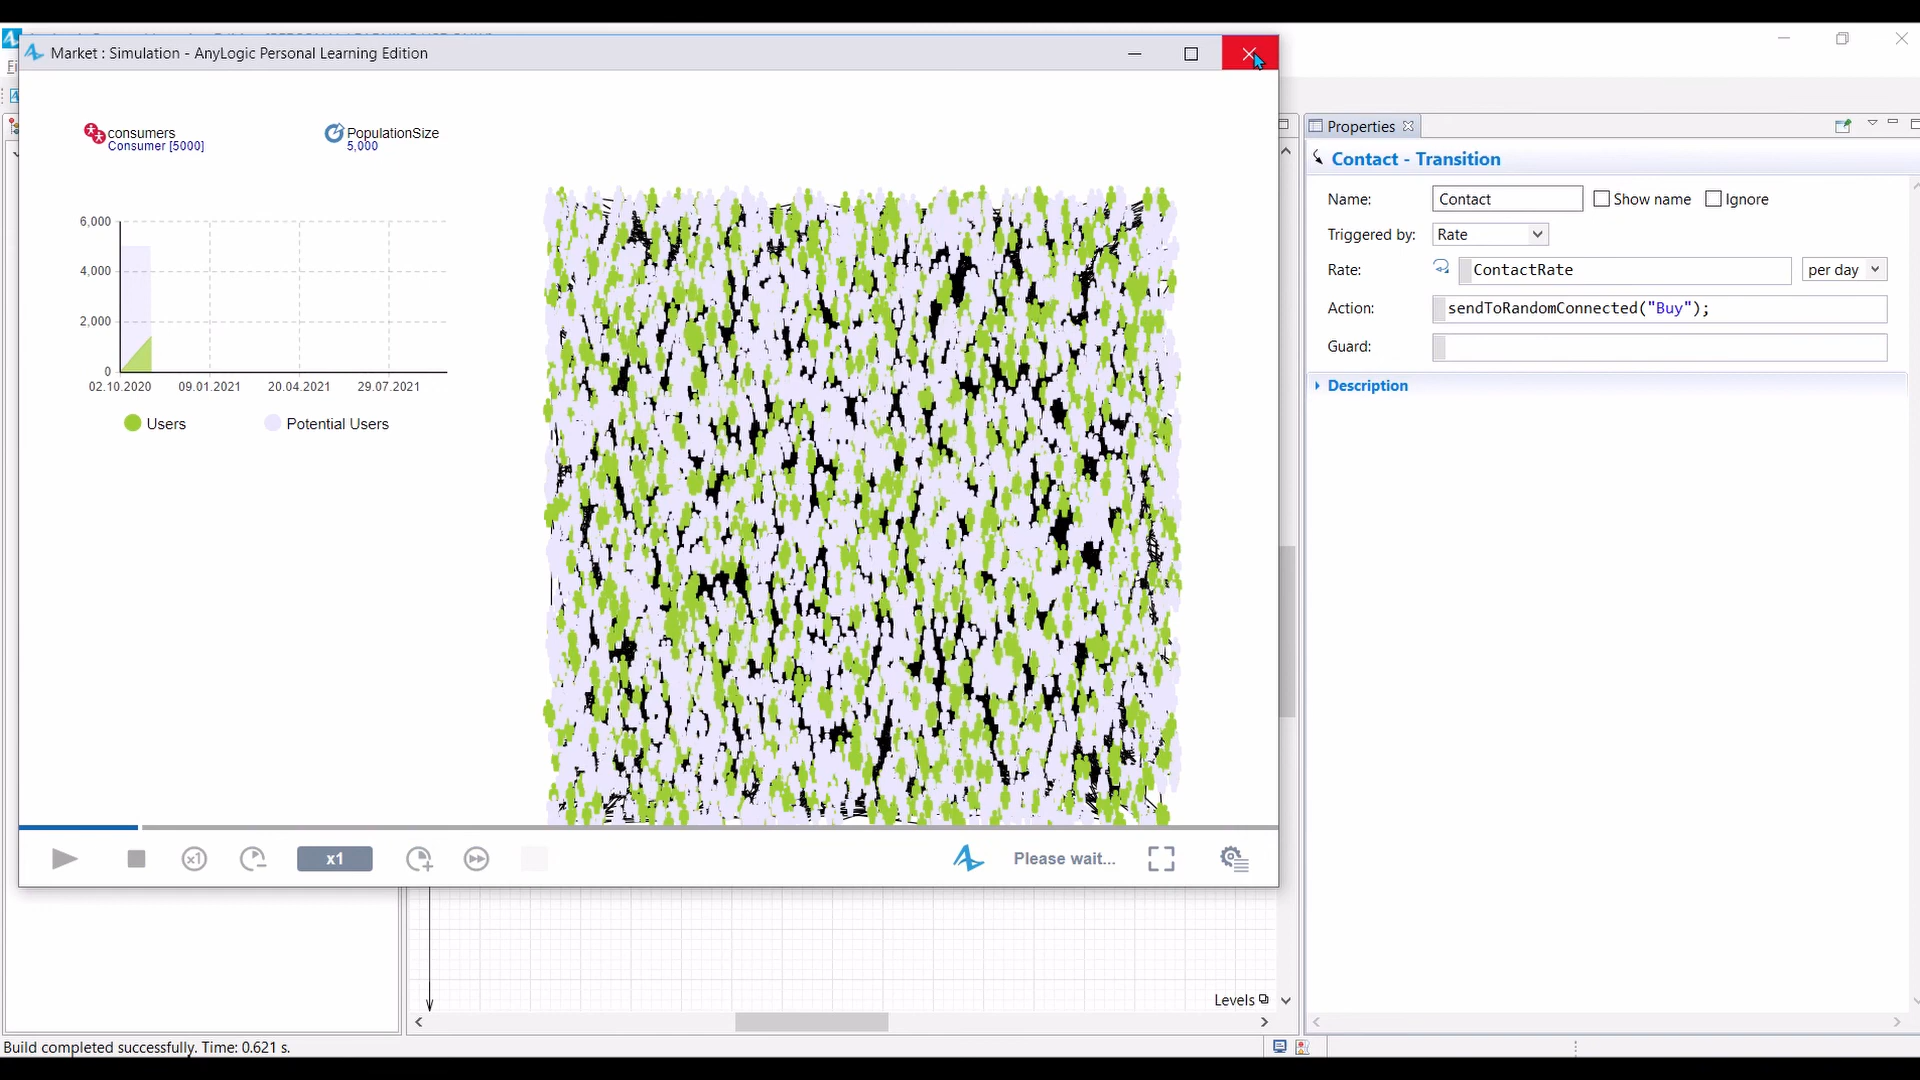 Market : Simulation - AnyLogic Personal Learning Edition
consumers
Consumer [5000]
PopulationSize
5,000
6,000
4,000
2,000
0
02.10.2020
09.01.2021
20.04.2021
29.07.2021
Users
Potential Users
x1
x1
Please wait...
Levels
Properties
Contact - Transition
Name:
Contact
Show name
Ignore
Triggered by:
Rate
Rate:
ContactRate
per day
Action:
sendToRandomConnected("Buy");
Guard:
Description
Build completed successfully. Time: 0.621 s.